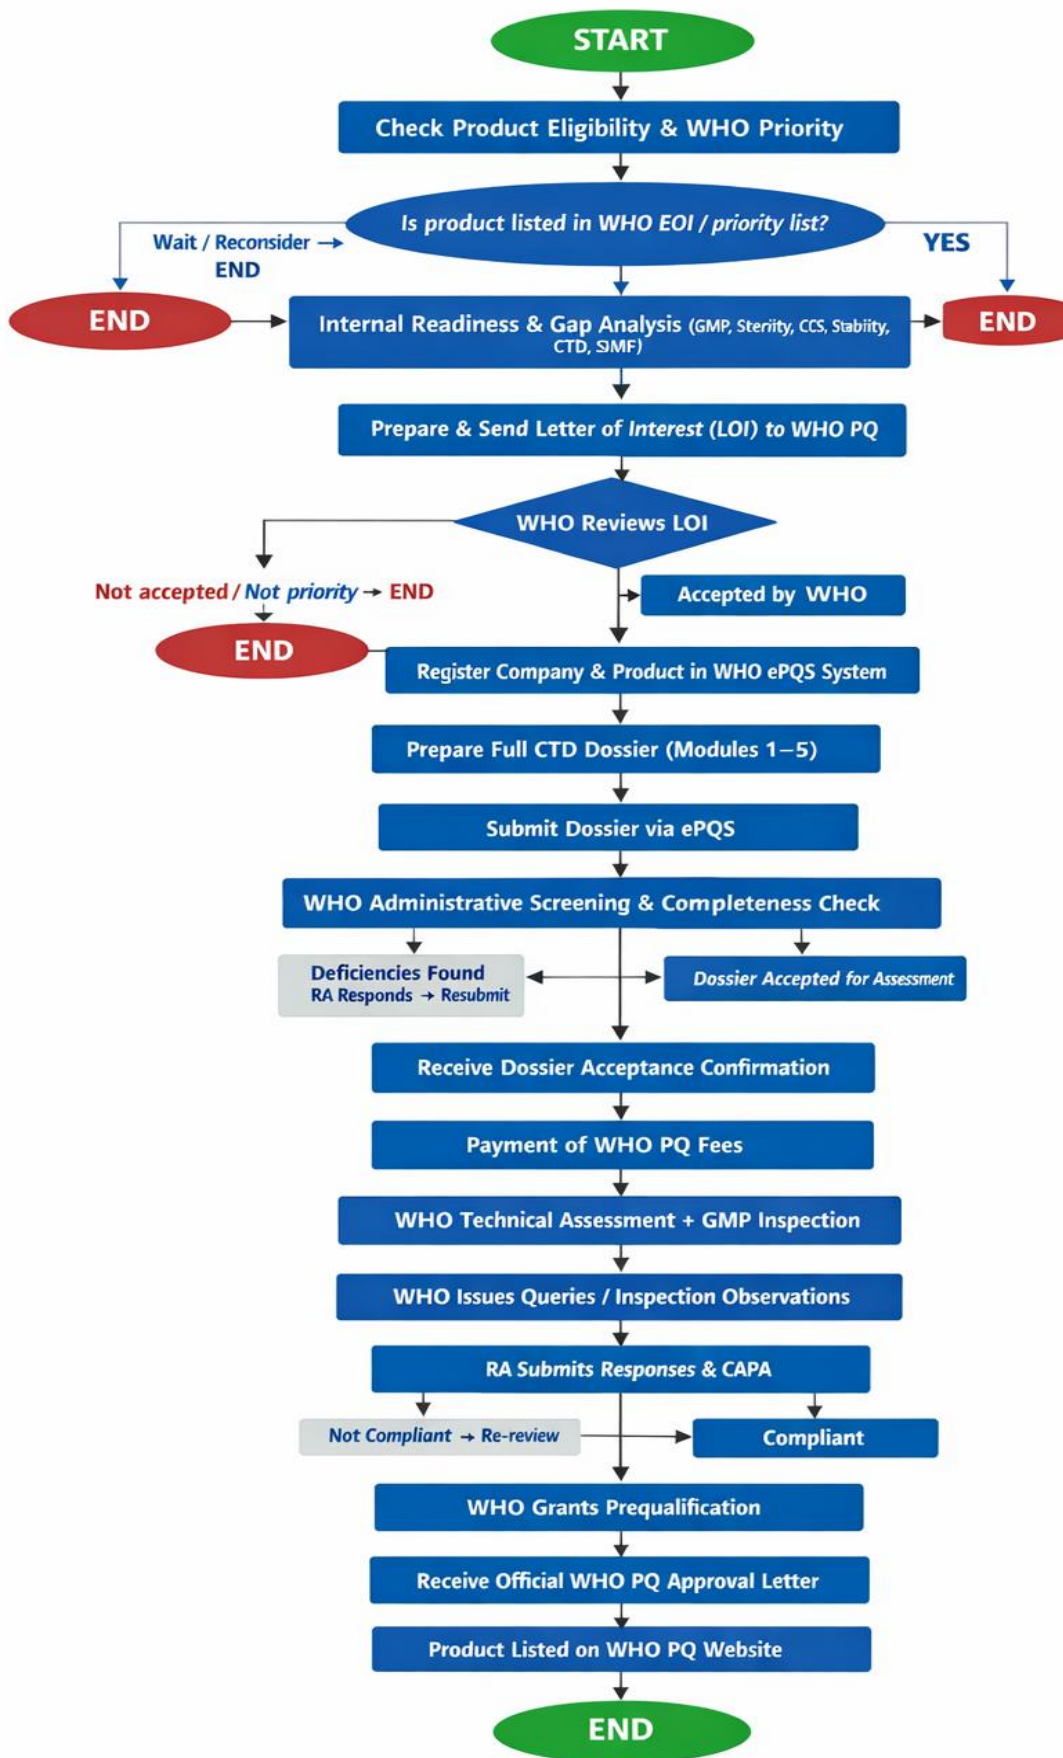 START
Check Product Eligibility & WHO Priority
Is product listed in WHO EOI / priority list?
Wait / Reconsider →
END
YES
END
Internal Readiness & Gap Analysis (GMP, Steriity, CCS, Stabiity,
CTD, SIMF)
END
Prepare & Send Letter of Interest (LOI) to WHO PQ
WHO Reviews LOI
Not accepted / Not priority → END
Accepted by WHO
END
Register Company & Product in WHO ePQS System
Prepare Full CTD Dossier (Modules 1–5)
Submit Dossier via ePQS
WHO Administrative Screening & Completeness Check
Deficiencies Found
RA Responds → Resubmit
Dossier Accepted for Assessment
Receive Dossier Acceptance Confirmation
Payment of WHO PQ Fees
WHO Technical Assessment + GMP Inspection
WHO Issues Queries / Inspection Observations
RA Submits Responses & CAPA
Not Compliant → Re-review
Compliant
WHO Grants Prequalification
Receive Official WHO PQ Approval Letter
Product Listed on WHO PQ Website
END